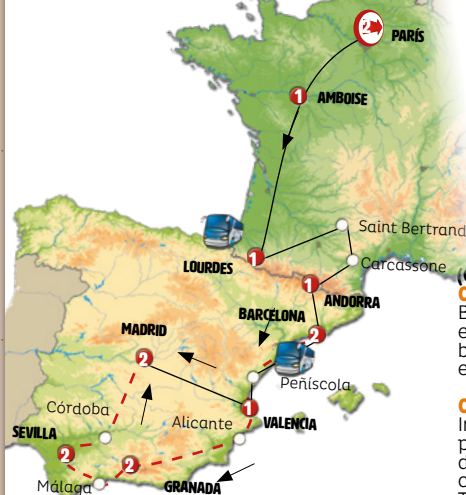 2
PARÍS
1
AMBOISE
Saint Bertrand
LOURDES
1
Carcassone
1
ANDORRA
BARCELONA
2
MADRID
2
Peñíscola
Córdoba
Alicante
1
VALENCIA
SEVILLA
2
2
Málaga
GRANADA